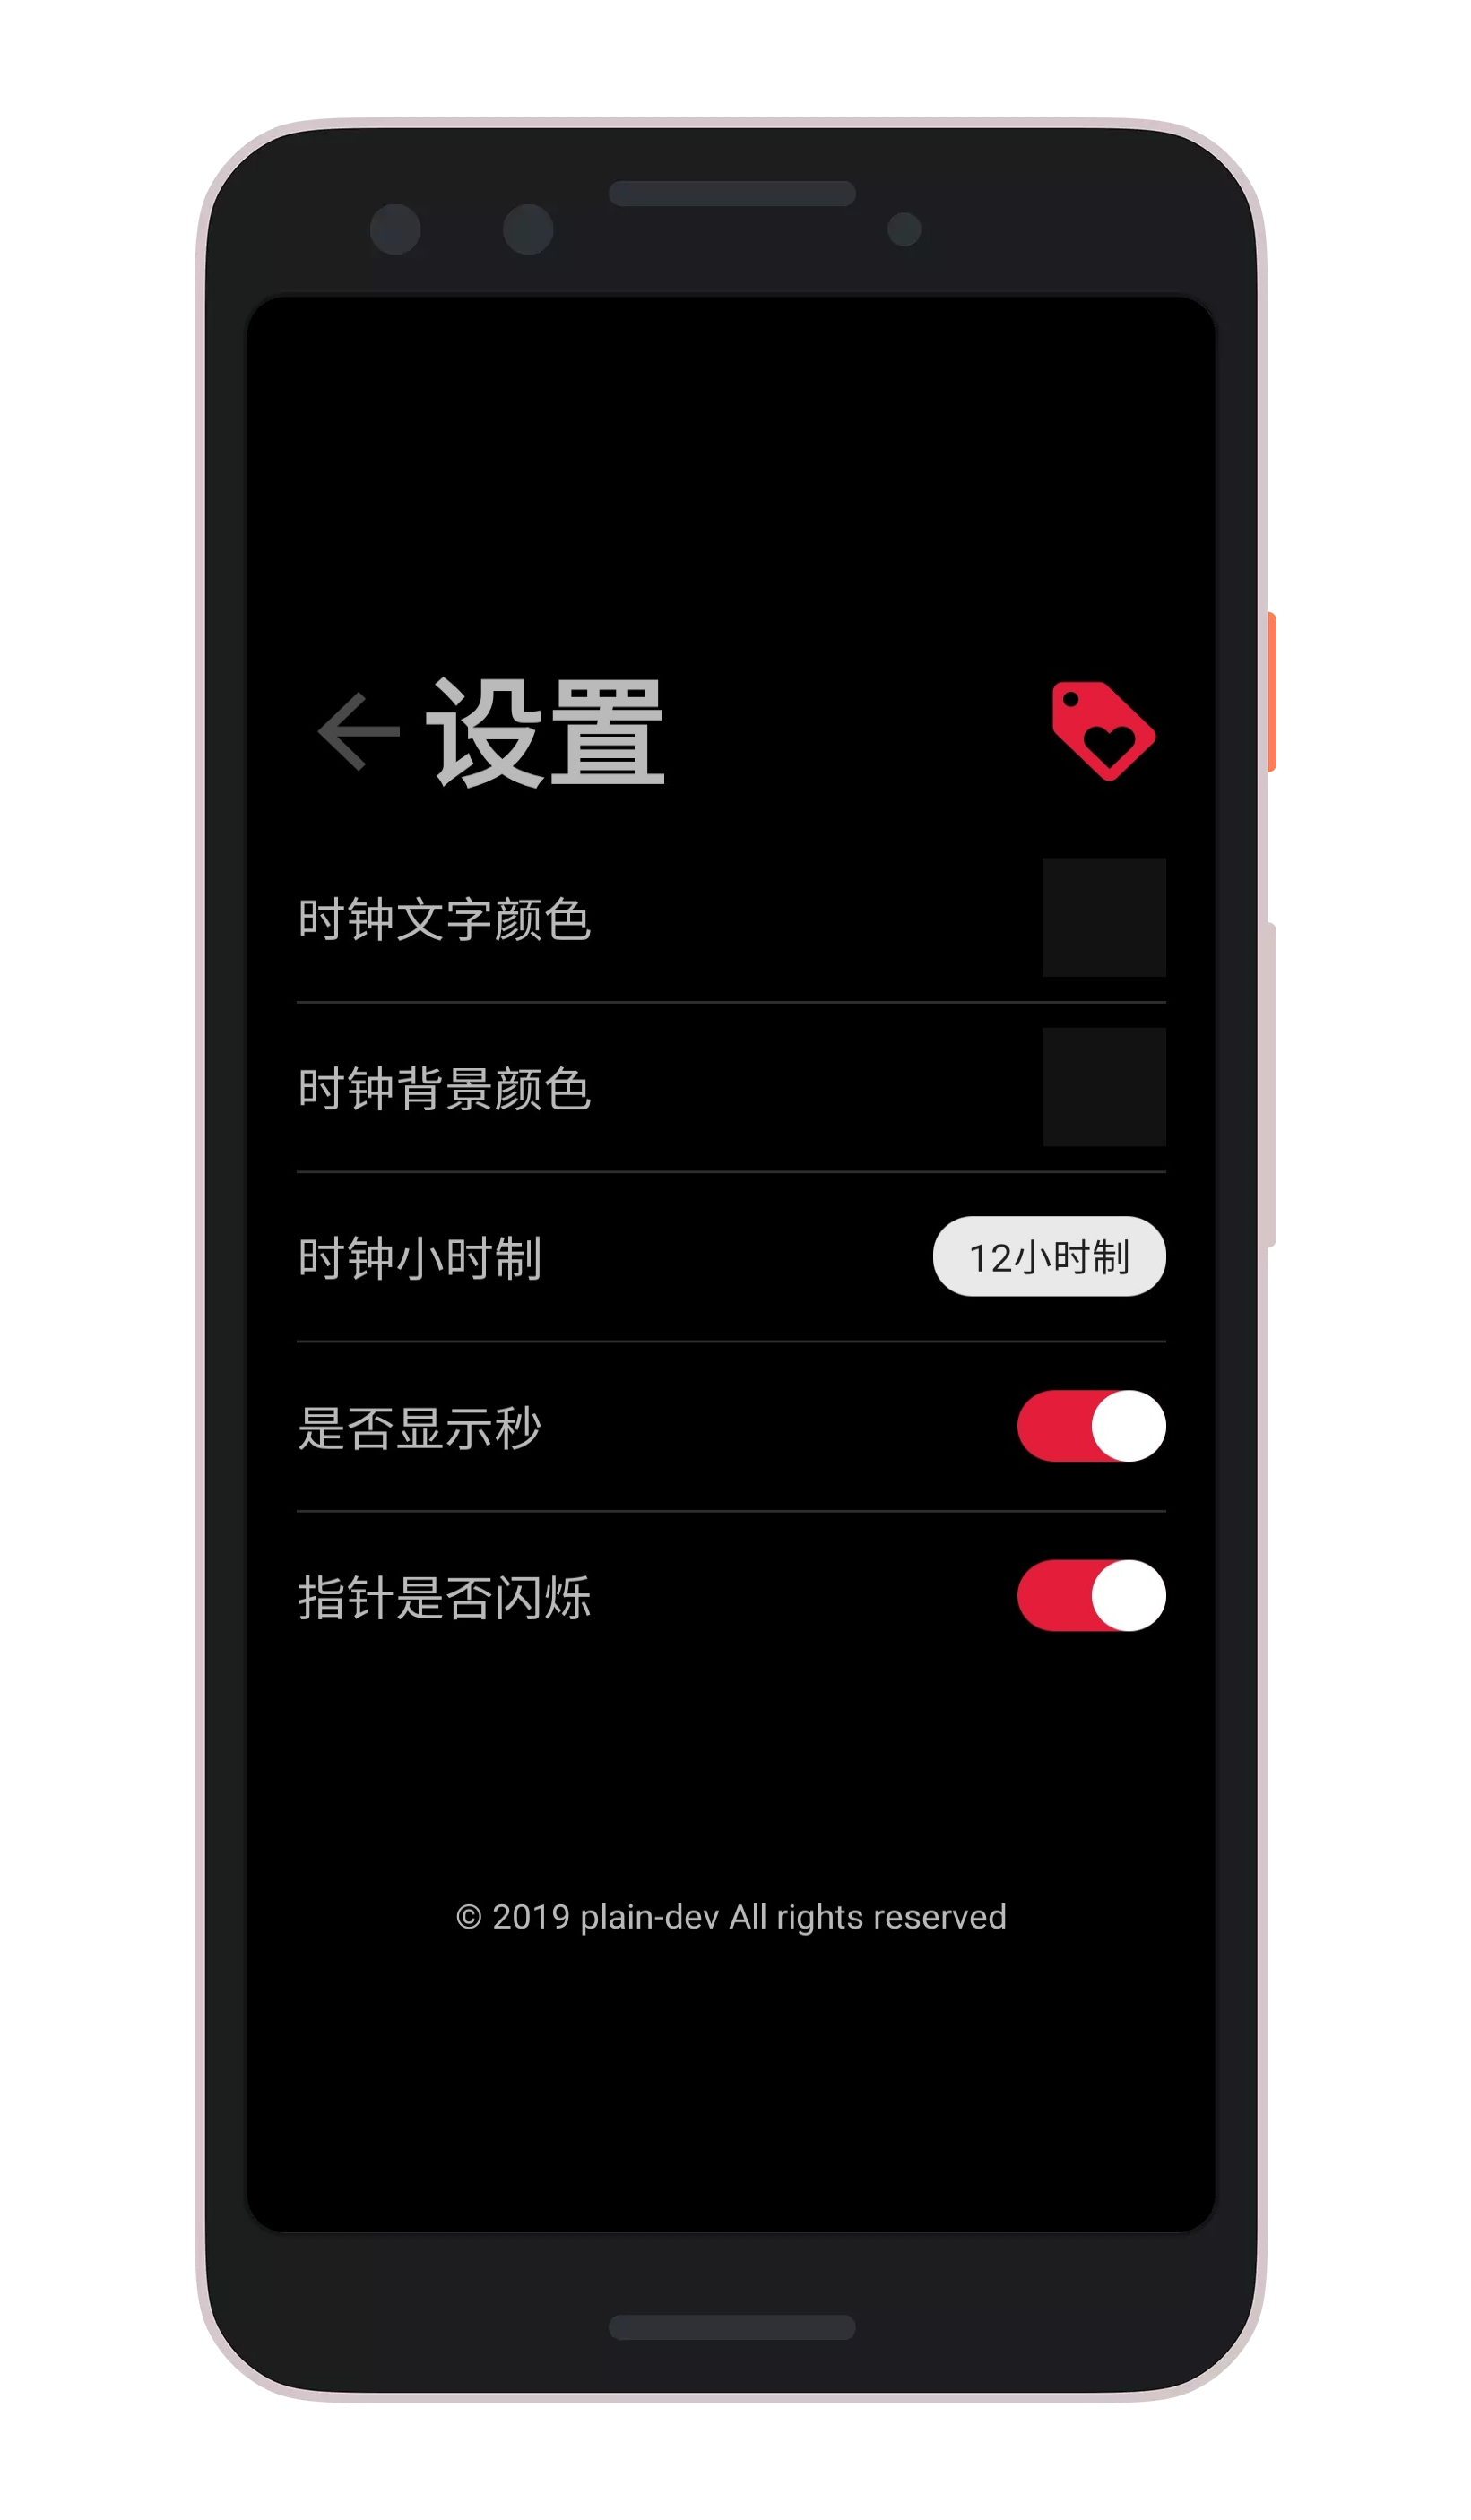 设置
时钟文字颜色
时钟背景颜色
时钟小时制
12小时制
是否显示秒
指针是否闪烁
© 2019 plain-dev All rights reserved